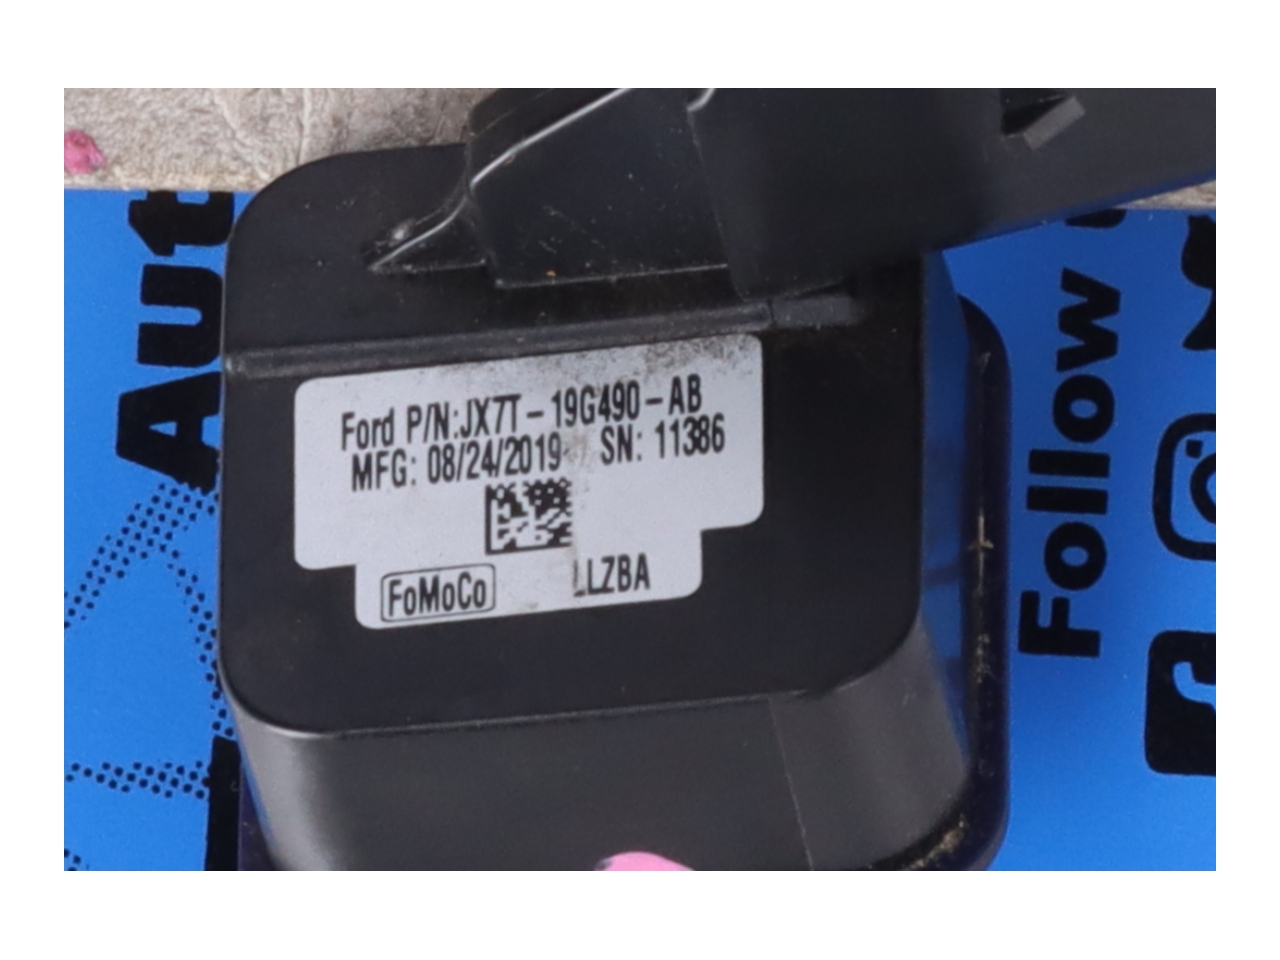 Ford P/N:JX7T-19G490-AB
MFG: 08/24/2019 SN: 11386
FoMoCo
LLZBA
Aut
Follow